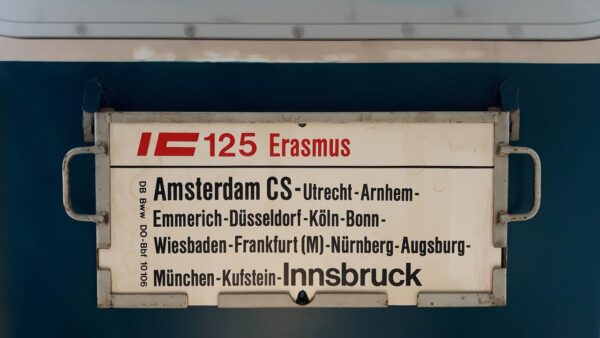 IC 125 Erasmus
Amsterdam CS-Utrecht-Arnhem-
Emmerich-Düsseldorf-Köln-Bonn-
Wiesbaden-Frankfurt (M)-Nürnberg-Augsburg-
München-Kufstein-Innsbruck
DB Bww DO-Bbf 10 106